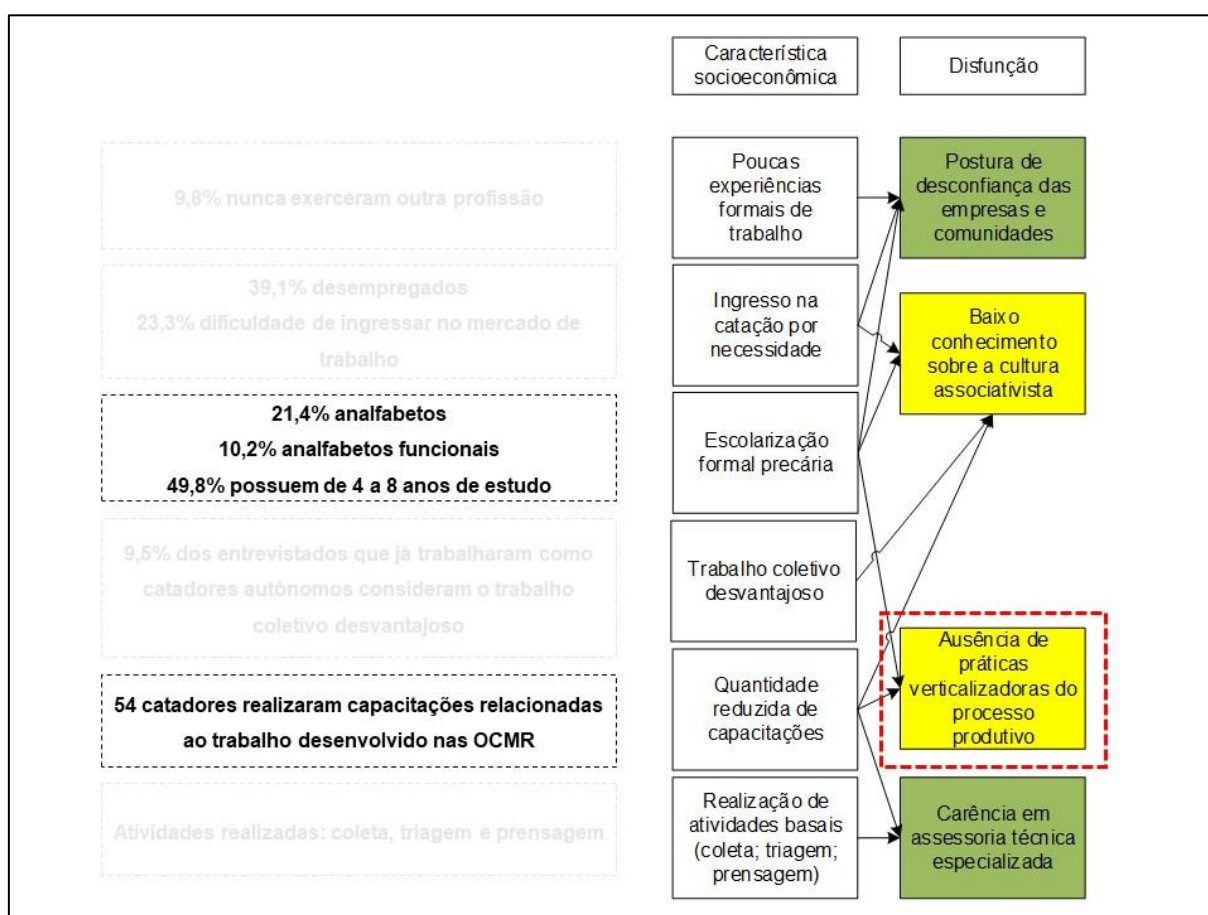 Característica
socioeconômica
Disfunção
9,8% nunca exerceram outra profissão
Poucas
experiências
formais de
trabalho
Postura de
desconfiança das
empresas e
comunidades
39,1% desempregados
23,3% dificuldade de ingressar no mercado de
trabalho
Ingresso na
catação por
necessidade
Baixo
conhecimento
sobre a cultura
associativista
21,4% analfabetos
10,2% analfabetos funcionais
49,8% possuem de 4 a 8 anos de estudo
Escolarização
formal precária
9,5% dos entrevistados que já trabalharam como
catadores autônomos consideram o trabalho
coletivo desvantajoso
Trabalho coletivo
desvantajoso
Ausência de
práticas
verticalizadoras do
processo
produtivo
54 catadores realizaram capacitações relacionadas
ao trabalho desenvolvido nas OCMR
Quantidade
reduzida de
capacitações
Atividades realizadas: coleta, triagem e prensagem
Realização de
atividades basais
(coleta; triagem;
prensagem)
Carência em
assessoria técnica
especializada